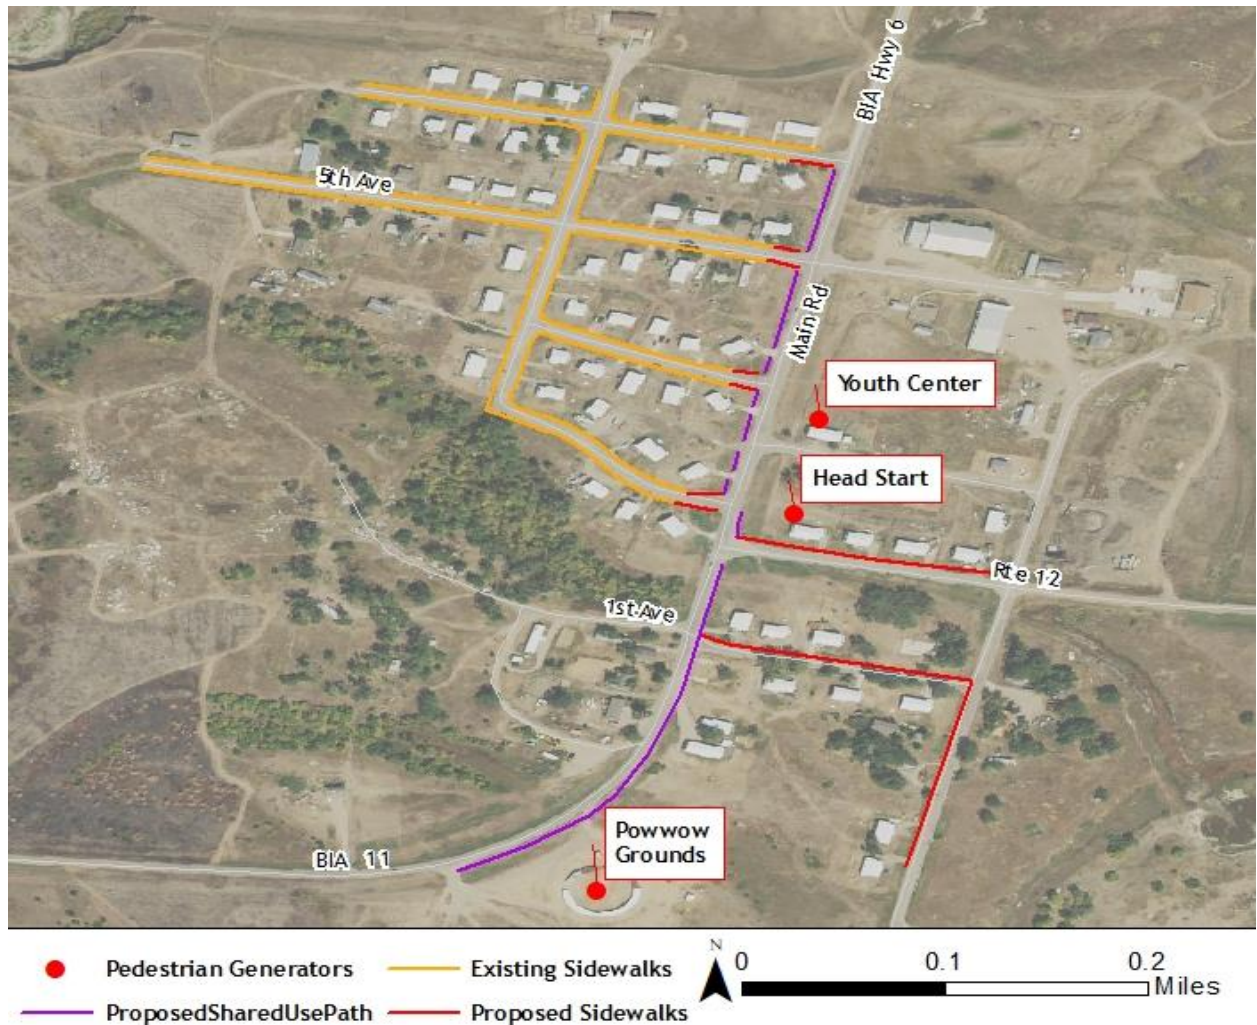 BIA Hwy 6
5th Ave
Main Rd
Youth Center
Head Start
Rte 12
1st Ave
Powwow
Grounds
BIA 11
Pedestrian Generators
Existing Sidewalks
ProposedSharedUsePath
Proposed Sidewalks
N
0
0.1
0.2
Miles